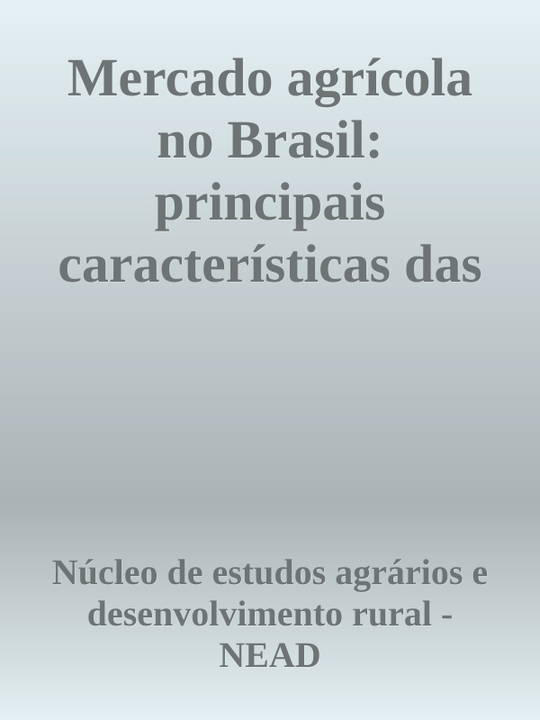 Mercado agrícola
no Brasil:
principais
características das
Núcleo de estudos agrários e
desenvolvimento rural -
NEAD